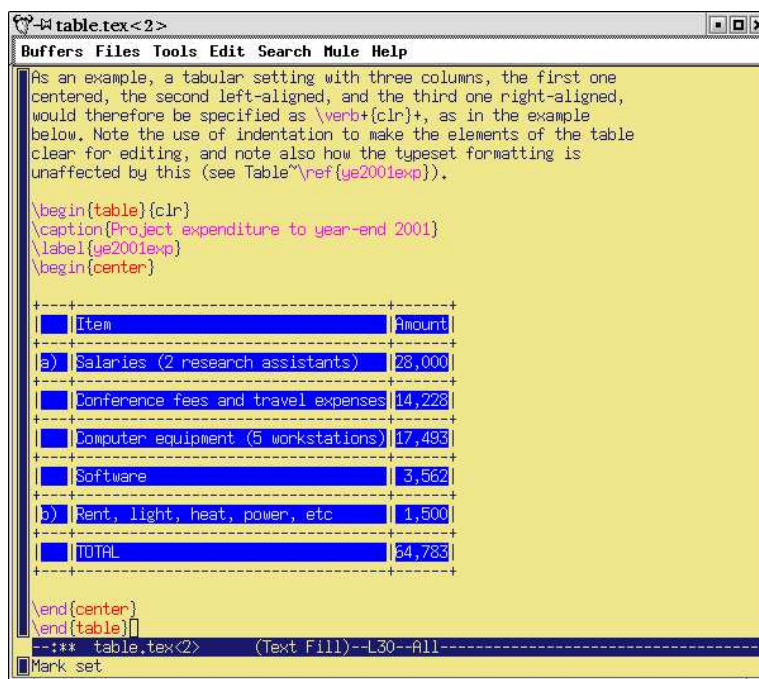 table.tex<2>
Buffers Files Tools Edit Search Mule Help
As an example, a tabular setting with three columns, the first one
centered, the second left-aligned, and the third one right-aligned,
would therefore be specified as \verb+{clr}+, as in the example
below. Note the use of indentation to make the elements of the table
clear for editing, and note also how the typeset formatting is
unaffected by this (see Table~\ref{ye2001exp}).

\begin{table}{clr}
\caption{Project expenditure to year-end 2001}
\label{ye2001exp}
\begin{center}

+---+----------------------------------+------+
|   |Item                              |Amount|
+---+----------------------------------+------+
|a) |Salaries (2 research assistants)  |28,000|
+---+----------------------------------+------+
|   |Conference fees and travel expenses|14,228|
+---+----------------------------------+------+
|   |Computer equipment (5 workstations)|17,493|
+---+----------------------------------+------+
|   |Software                          | 3,562|
+---+----------------------------------+------+
|b) |Rent, light, heat, power, etc     | 1,500|
+---+----------------------------------+------+
|   |TOTAL                             |64,783|
+---+----------------------------------+------+

\end{center}
\end{table}
--:** table.tex<2> (Text Fill)--L30--All-----------------------------------
Mark set